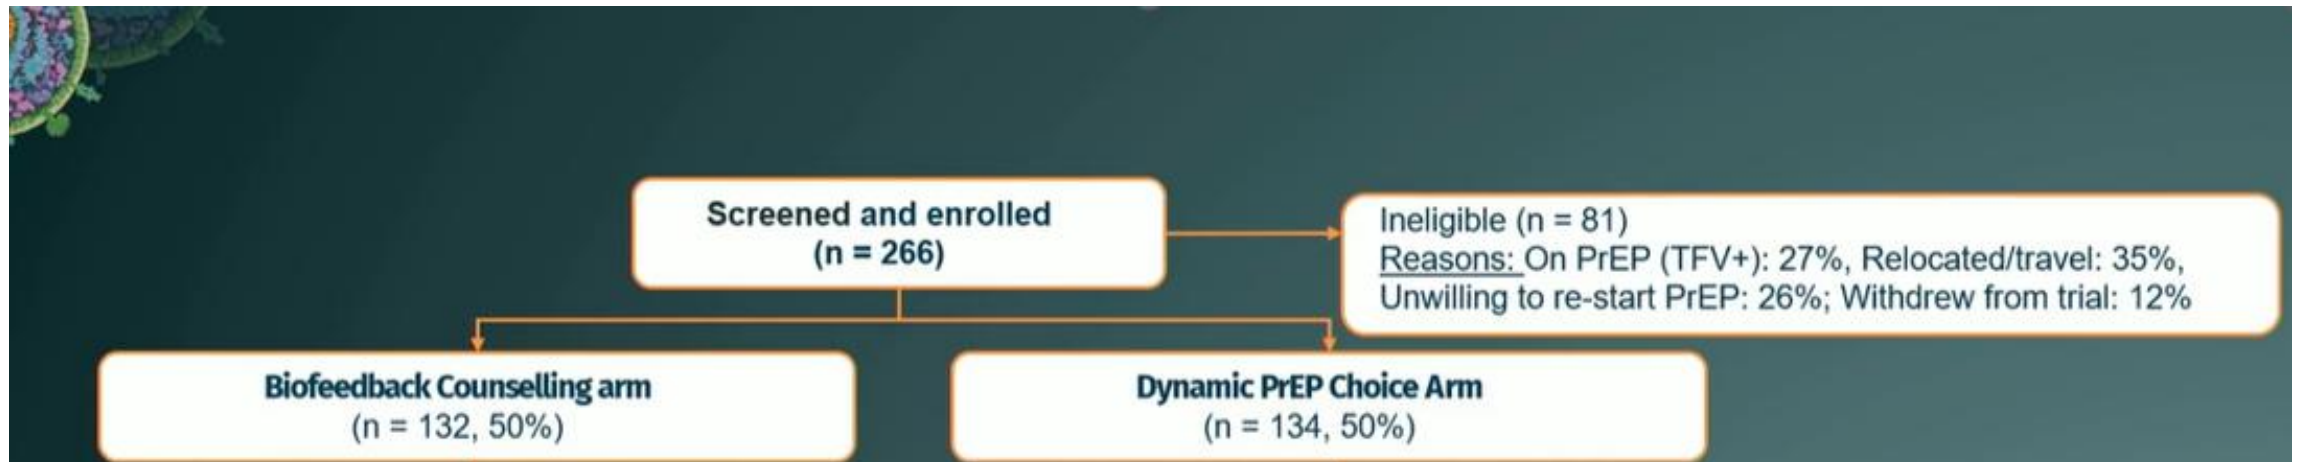 Screened and enrolled
(n = 266)
Ineligible (n = 81)
Reasons: On PrEP (TFV+): 27%, Relocated/travel: 35%,
Unwilling to re-start PrEP: 26%; Withdrew from trial: 12%
Biofeedback Counselling arm
(n = 132, 50%)
Dynamic PrEP Choice Arm
(n = 134, 50%)